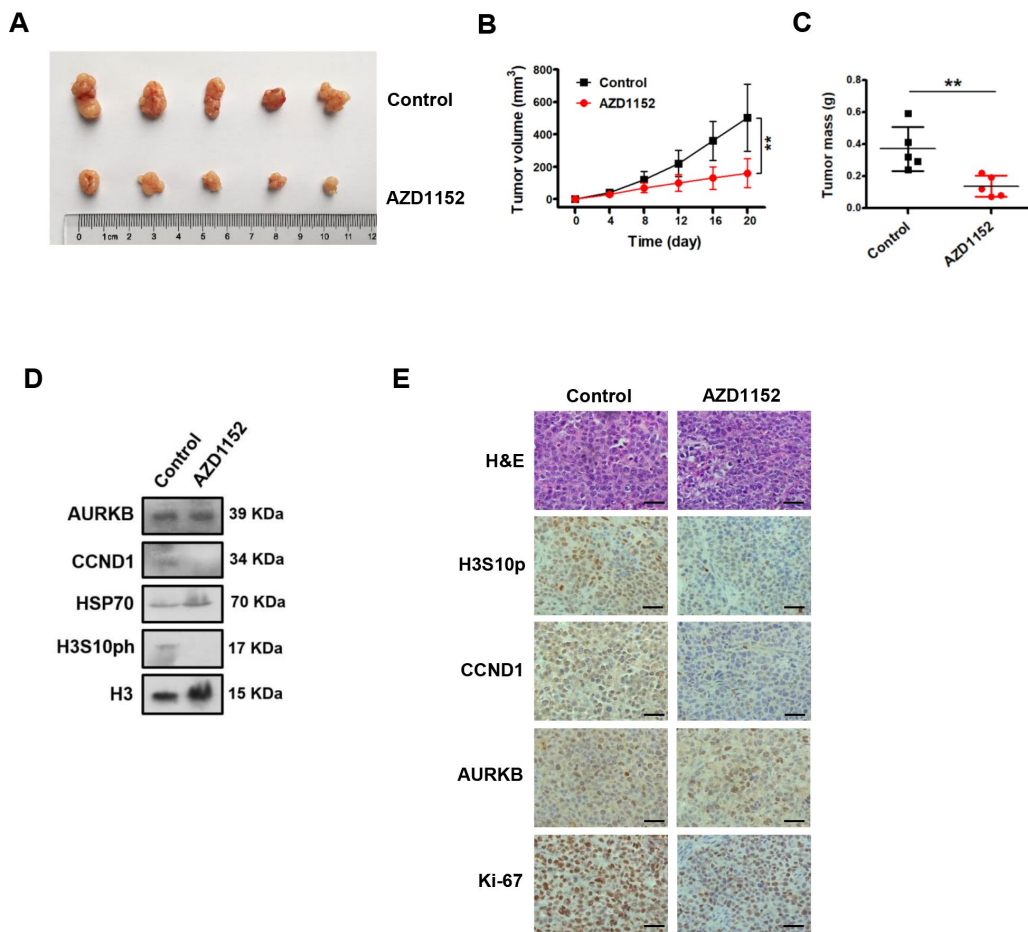 A
Control
AZD1152
0 1cm 2 3 4 5 6 7 8 9 10 11 12
B
Tumor volume (mm³)
800
600
400
200
0
Control
AZD1152
**
0 4 8 12 16 20
Time (day)
C
Tumor mass (g)
0.8
0.6
0.4
0.2
0.0
**
Control
AZD1152
D
Control
AZD1152
AURKB
39 KDa
CCND1
34 KDa
HSP70
70 KDa
H3S10ph
17 KDa
H3
15 KDa
E
Control
AZD1152
H&E
H3S10p
CCND1
AURKB
Ki-67